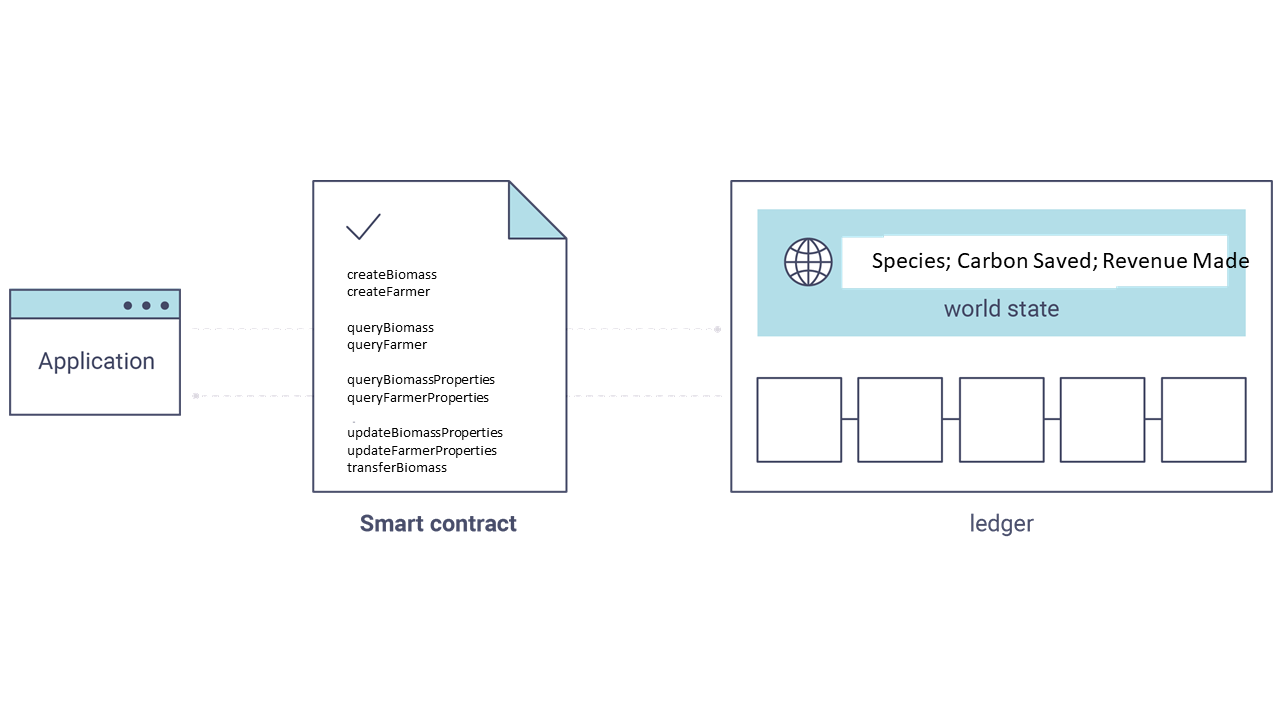 Application
createBiomass
createFarmer
queryBiomass
queryFarmer
queryBiomassProperties
queryFarmerProperties
updateBiomassProperties
updateFarmerProperties
transferBiomass
Smart contract
Species; Carbon Saved; Revenue Made
world state
ledger